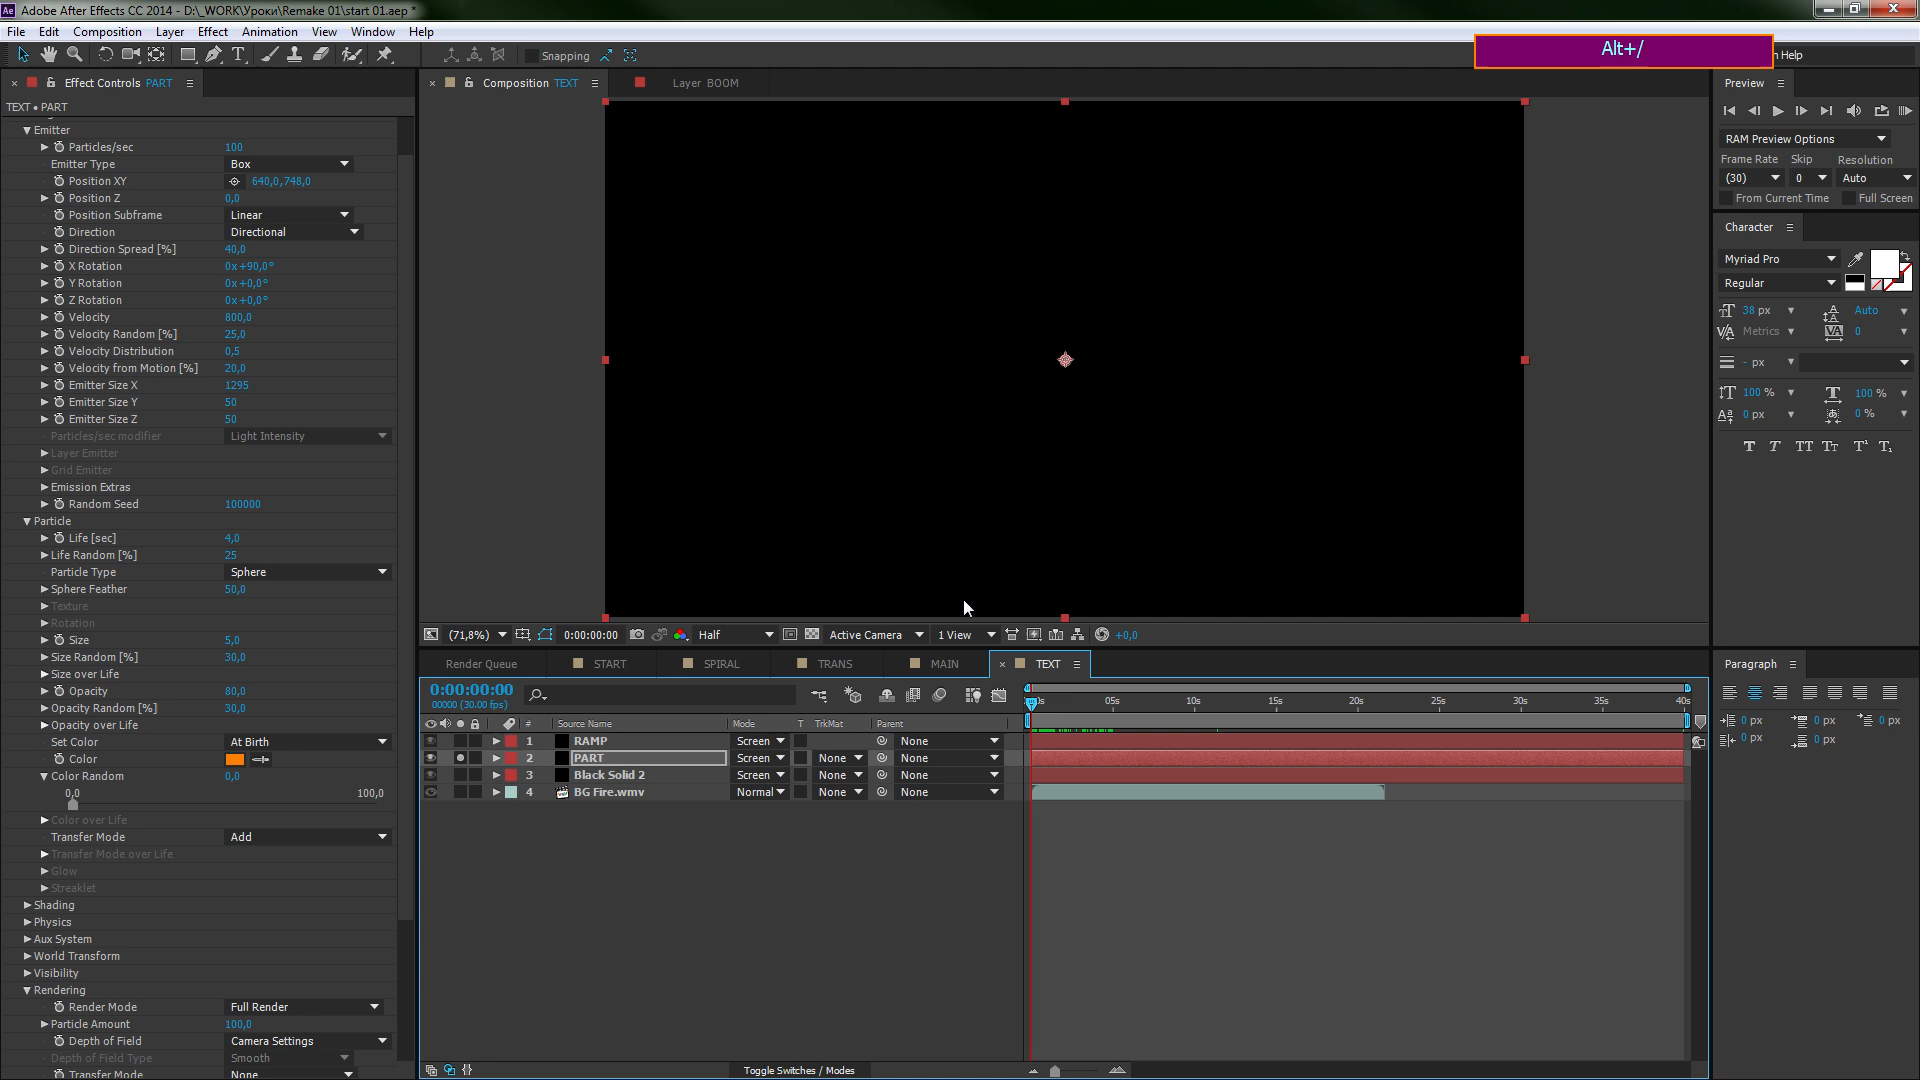 Adobe After Effects CC 2014 - D:\_WORK\Уроки\Remake 01\start 01.aep *
File Edit Composition Layer Effect Animation View Window Help
Alt+/
Snapping
Help
Effect Controls PART
TEXT • PART
Emitter
Particles/sec 100
Emitter Type Box
Position XY 640,0,748,0
Position Z 0,0
Position Subframe Linear
Direction Directional
Direction Spread [%] 40,0
X Rotation 0x+90,0°
Y Rotation 0x+0,0°
Z Rotation 0x+0,0°
Velocity 800,0
Velocity Random [%] 25,0
Velocity Distribution 0,5
Velocity from Motion [%] 20,0
Emitter Size X 1295
Emitter Size Y 50
Emitter Size Z 50
Particles/sec modifier Light Intensity
Layer Emitter
Grid Emitter
Emission Extras
Random Seed 100000
Particle
Life [sec] 4,0
Life Random [%] 25
Particle Type Sphere
Sphere Feather 50,0
Texture
Rotation
Size 5,0
Size Random [%] 30,0
Size over Life
Opacity 80,0
Opacity Random [%] 30,0
Opacity over Life
Set Color At Birth
Color
Color Random 0,0
0,0 100,0
Color over Life
Transfer Mode Add
Transfer Mode over Life
Glow
Streaklet
Shading
Physics
Aux System
World Transform
Visibility
Rendering
Render Mode Full Render
Particle Amount 100,0
Depth of Field Camera Settings
Depth of Field Type Smooth
Transfer Mode None
Composition TEXT
Layer BOOM
(71,8%) 0:00:00:00 Half Active Camera 1 View +0,0
Render Queue START SPIRAL TRANS MAIN TEXT
0:00:00:00
00000 (30.00 fps)
05s 10s 15s 20s 25s 30s 35s 40s
# Source Name Mode T TrkMat Parent
1 RAMP Screen None
2 PART Screen None None
3 Black Solid 2 Screen None None
4 BG Fire.wmv Normal None None
Toggle Switches / Modes
Preview
RAM Preview Options
Frame Rate Skip Resolution
(30) 0 Auto
From Current Time Full Screen
Character
Myriad Pro
Regular
38 px Auto
Metrics 0
- px
100 % 100 %
0 px 0 %
T T TT Tт T¹ T₁
Paragraph
0 px 0 px 0 px
0 px 0 px